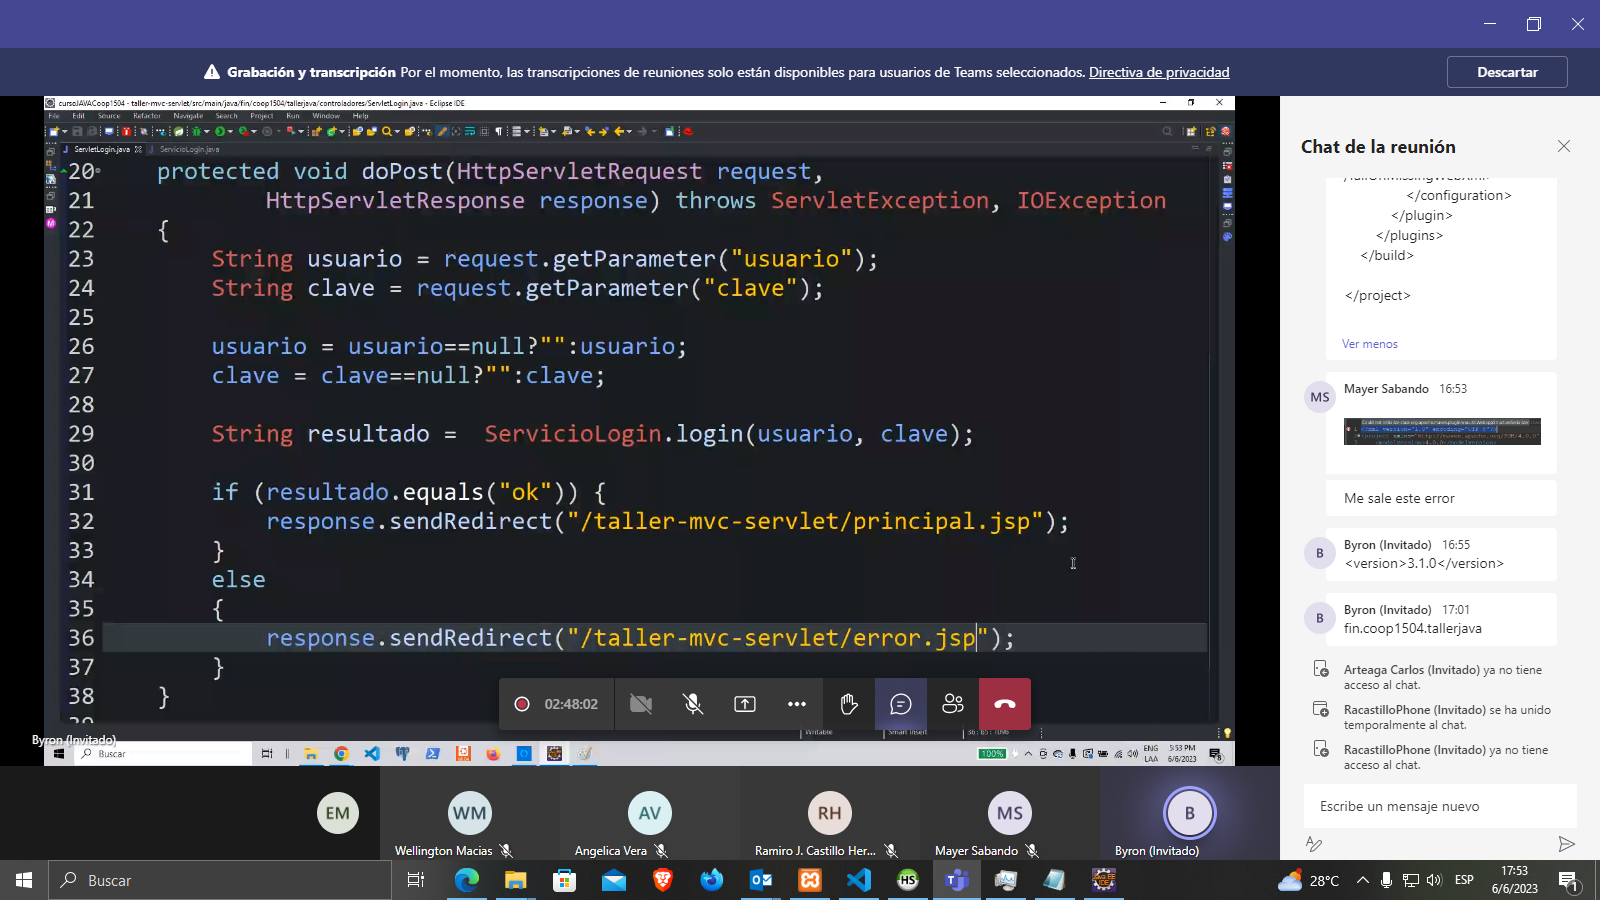 Grabación y transcripción Por el momento, las transcripciones de reuniones solo están disponibles para usuarios de Teams seleccionados. Directiva de privacidad
Descartar
cursoJAVACoop1504 - taller-mvc-servlet/src/main/java/fin/coop1504/tallerjava/controladores/ServletLogin.java - Eclipse IDE
File Edit Source Refactor Navigate Search Project Run Window Help
ServletLogin.java ServicioLogin.java
20 protected void doPost(HttpServletRequest request,
21 HttpServletResponse response) throws ServletException, IOException
22 {
23 String usuario = request.getParameter("usuario");
24 String clave = request.getParameter("clave");
25
26 usuario = usuario==null?"":usuario;
27 clave = clave==null?"":clave;
28
29 String resultado = ServicioLogin.login(usuario, clave);
30
31 if (resultado.equals("ok")) {
32 response.sendRedirect("/taller-mvc-servlet/principal.jsp");
33 }
34 else
35 {
36 response.sendRedirect("/taller-mvc-servlet/error.jsp");
37 }
38 }
39
02:48:02
Writable Smart Insert 36 : 65 : 1096
Byron (Invitado)
Buscar
100%
ENG
LAA
5:53 PM
6/6/2023
EM
WM
Wellington Macias
AV
Angelica Vera
RH
Ramiro J. Castillo Her...
MS
Mayer Sabando
B
Byron (Invitado)
Chat de la reunión
</configuration>
</plugin>
</plugins>
</build>
</project>
Ver menos
MS
Mayer Sabando 16:53
Me sale este error
B
Byron (Invitado) 16:55
<version>3.1.0</version>
B
Byron (Invitado) 17:01
fin.coop1504.tallerjava
Arteaga Carlos (Invitado) ya no tiene
acceso al chat.
RacastilloPhone (Invitado) se ha unido
temporalmente al chat.
RacastilloPhone (Invitado) ya no tiene
acceso al chat.
Escribe un mensaje nuevo
Buscar
28°C
ESP
17:53
6/6/2023
1